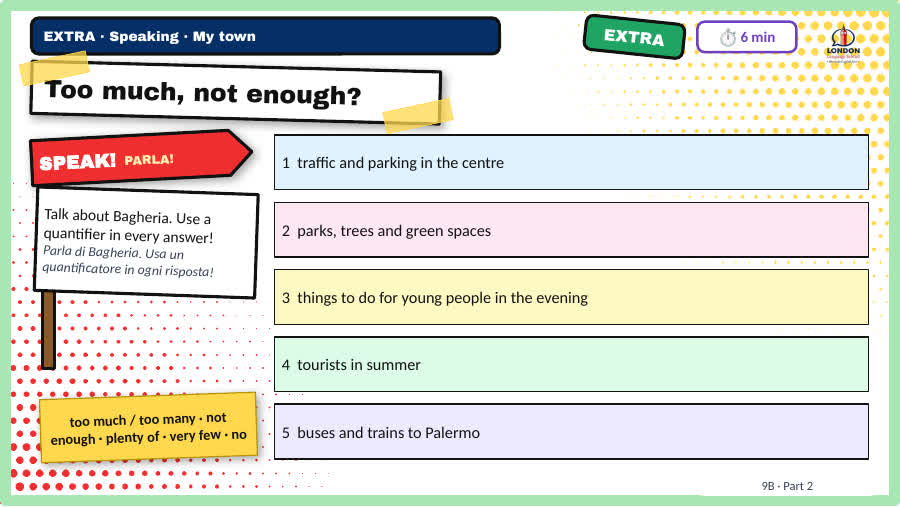 EXTRA · Speaking · My town
EXTRA
6 min
LONDON
Too much, not enough?
SPEAK! PARLA!
Talk about Bagheria. Use a
quantifier in every answer!
Parla di Bagheria. Usa un
quantificatore in ogni risposta!
too much / too many · not
enough · plenty of · very few · no
1 traffic and parking in the centre
2 parks, trees and green spaces
3 things to do for young people in the evening
4 tourists in summer
5 buses and trains to Palermo
9B · Part 2